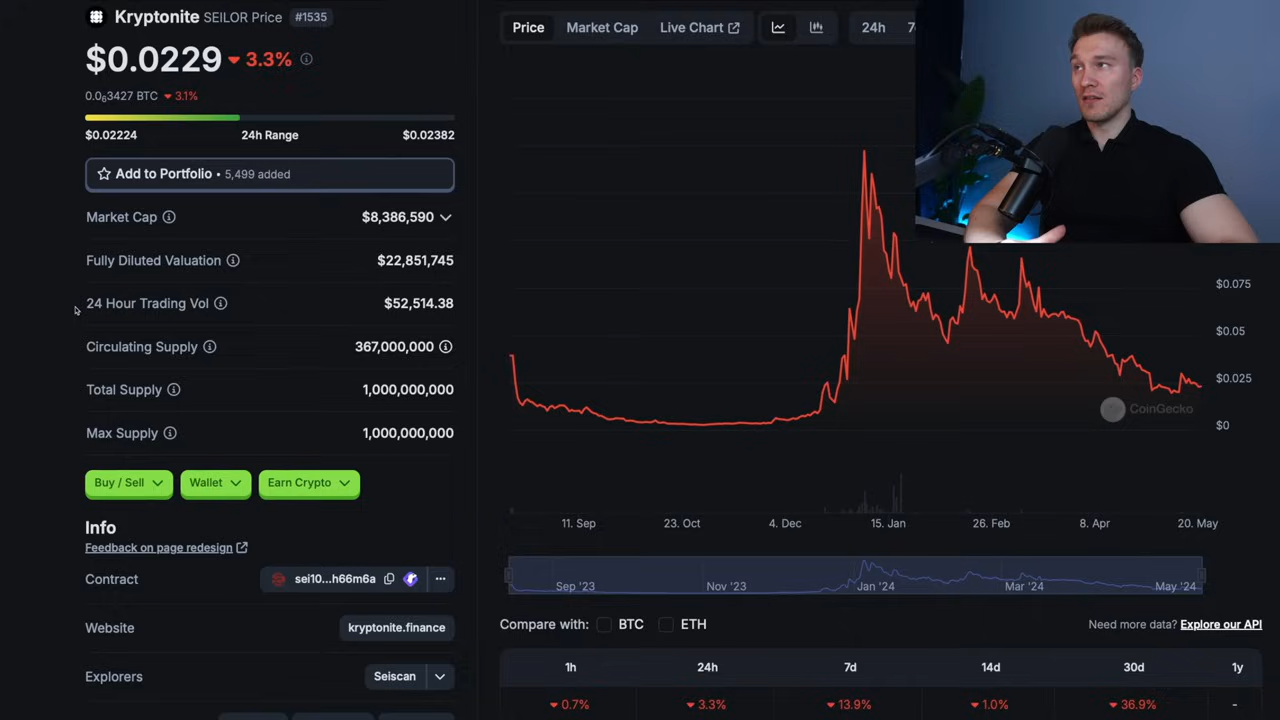 Kryptonite SEILOR Price #1535
$0.0229 3.3%
0.0₆3427 BTC 3.1%
$0.02224 24h Range $0.02382
Add to Portfolio • 5,499 added
Market Cap $8,386,590
Fully Diluted Valuation $22,851,745
24 Hour Trading Vol $52,514.38
Circulating Supply 367,000,000
Total Supply 1,000,000,000
Max Supply 1,000,000,000
Buy / Sell Wallet Earn Crypto
Info
Feedback on page redesign
Contract sei10...h66m6a
Website kryptonite.finance
Explorers Seiscan
Price Market Cap Live Chart 24h
$0.075
$0.05
$0.025
CoinGecko
$0
11. Sep 23. Oct 4. Dec 15. Jan 26. Feb 8. Apr 20. May
Sep '23 Nov '23 Jan '24 Mar '24 May '24
Compare with: BTC ETH Need more data? Explore our API
1h 24h 7d 14d 30d 1y
0.7% 3.3% 13.9% 1.0% 36.9% -